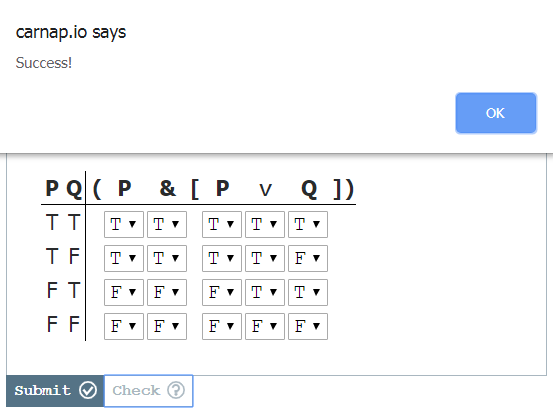 carnap.io says
Success!
OK
P Q ( P & [ P v Q ])
T T T T T T T
T F T T T T F
F T F F F T T
F F F F F F F
Submit Check ?